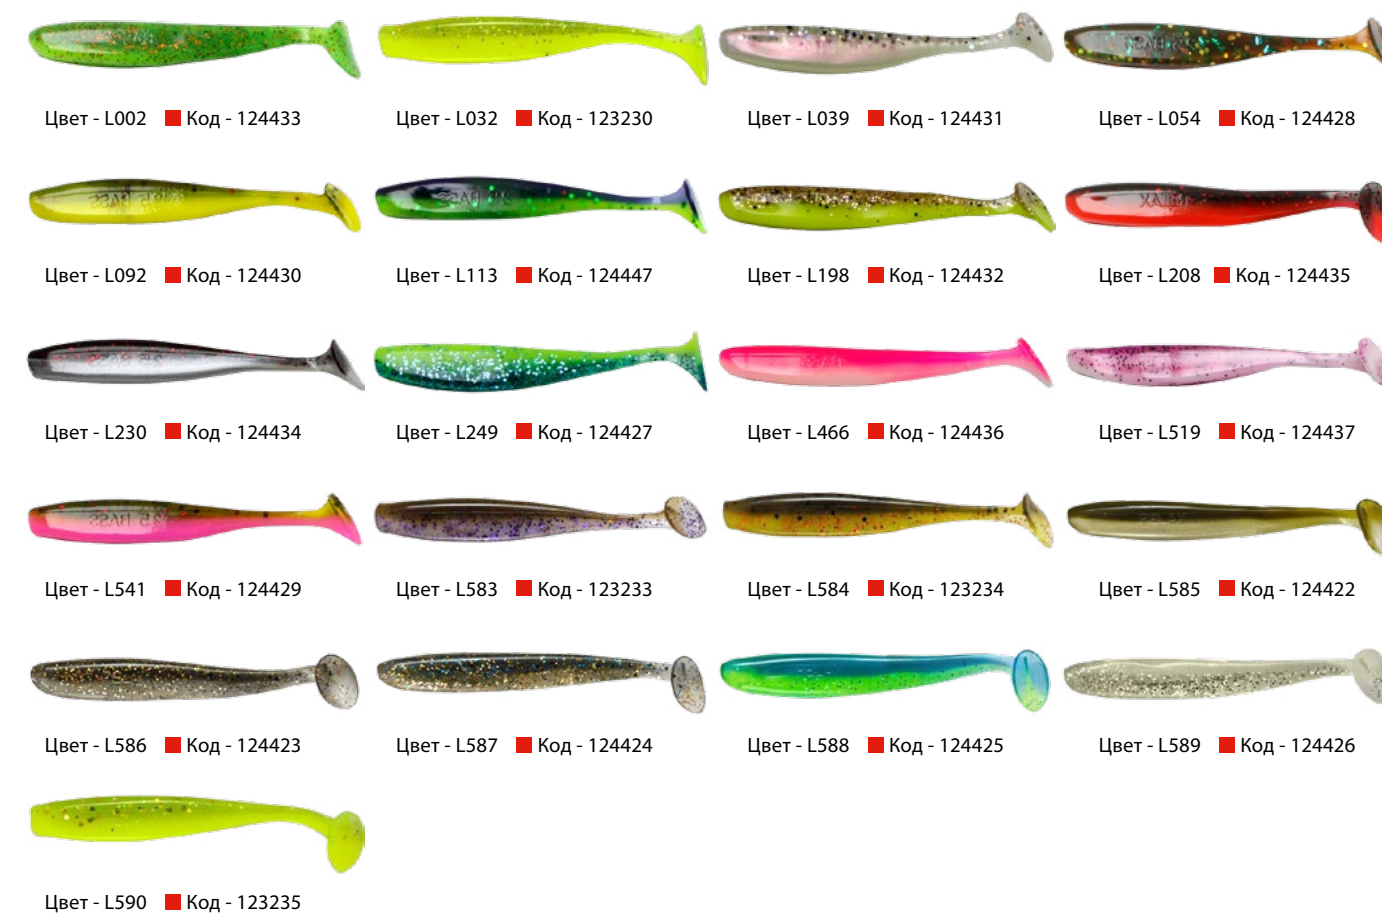 Цвет - L002 Код - 124433 Цвет - L032 Код - 123230 Цвет - L039 Код - 124431 Цвет - L054 Код - 124428
Цвет - L092 Код - 124430 Цвет - L113 Код - 124447 Цвет - L198 Код - 124432 Цвет - L208 Код - 124435
Цвет - L230 Код - 124434 Цвет - L249 Код - 124427 Цвет - L466 Код - 124436 Цвет - L519 Код - 124437
Цвет - L541 Код - 124429 Цвет - L583 Код - 123233 Цвет - L584 Код - 123234 Цвет - L585 Код - 124422
Цвет - L586 Код - 124423 Цвет - L587 Код - 124424 Цвет - L588 Код - 124425 Цвет - L589 Код - 124426
Цвет - L590 Код - 123235